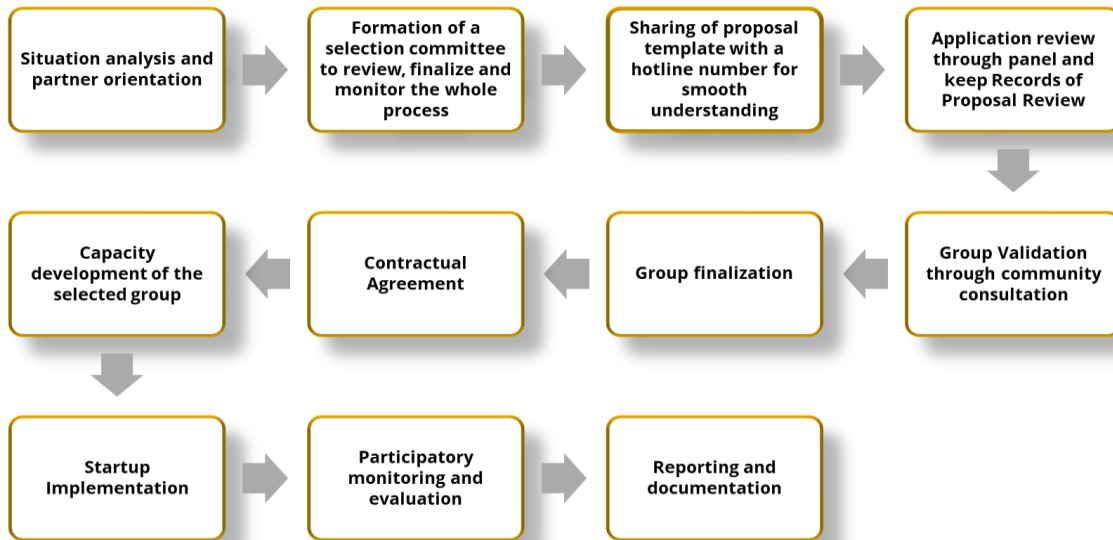 Situation analysis and
partner orientation
Formation of a
selection committee
to review, finalize and
monitor the whole
process
Sharing of proposal
template with a
hotline number for
smooth
understanding
Application review
through panel and
keep Records of
Proposal Review
Group Validation
through community
consultation
Group finalization
Contractual
Agreement
Capacity
development of the
selected group
Startup
Implementation
Participatory
monitoring and
evaluation
Reporting and
documentation